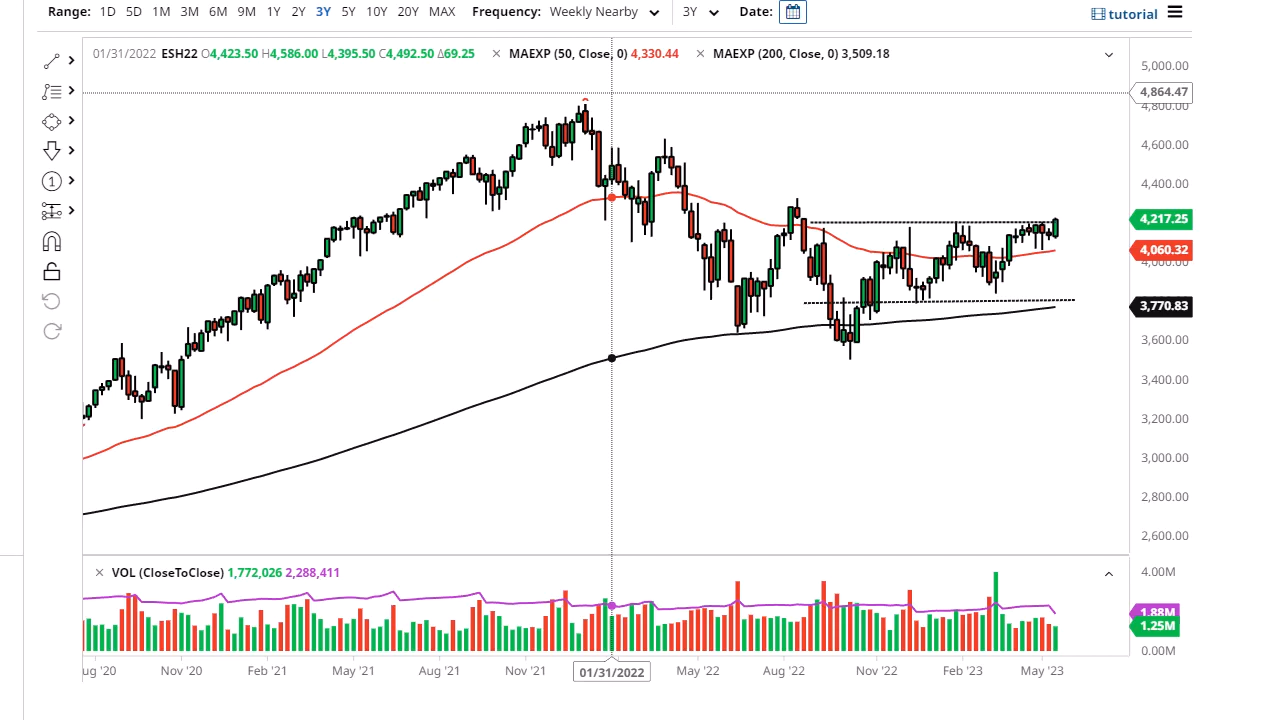 Range: 1D 5D 1M 3M 6M 9M 1Y 2Y 3Y 5Y 10Y 20Y MAX Frequency: Weekly Nearby 3Y Date: tutorial
01/31/2022 ESH22 O4,423.50 H4,586.00 L4,395.50 C4,492.50 Δ69.25 × MAEXP (50, Close, 0) 4,330.44 × MAEXP (200, Close, 0) 3,509.18
5,000.00
4,864.47
4,800.00
4,600.00
4,400.00
4,217.25
4,060.32
4,000.00
3,770.83
3,600.00
3,400.00
3,200.00
3,000.00
2,800.00
2,600.00
1
× VOL (CloseToClose) 1,772,026 2,288,411
4.00M
1.88M
1.25M
0.00M
ug '20 Nov '20 Feb '21 May '21 Aug '21 Nov '21 01/31/2022 May '22 Aug '22 Nov '22 Feb '23 May '23